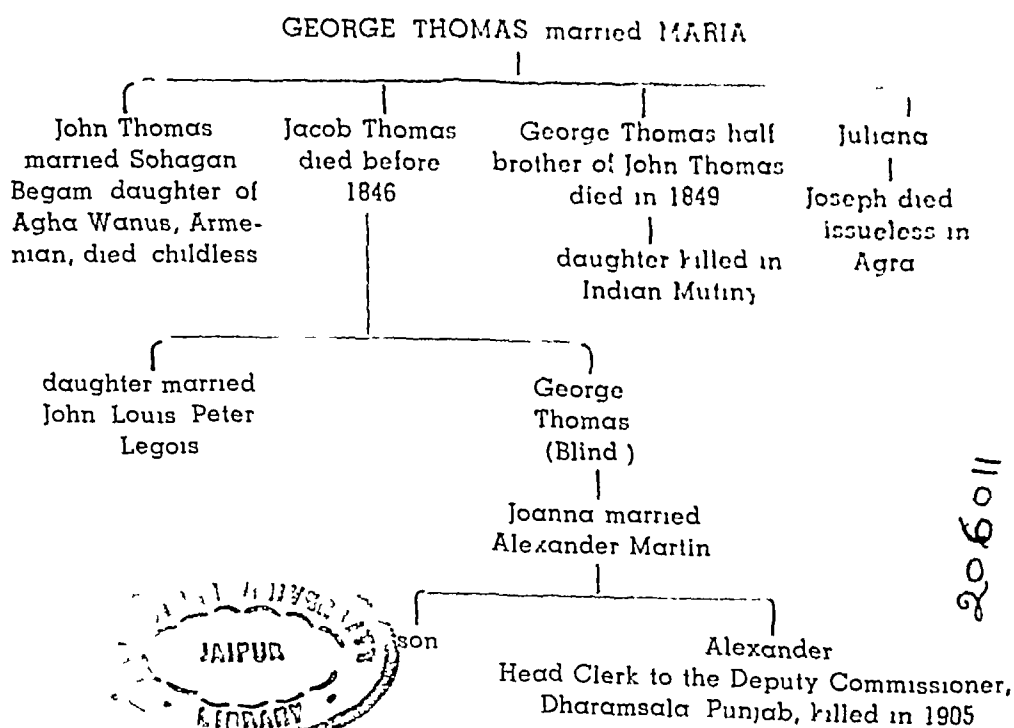 GEORGE THOMAS married MARIA
John Thomas
married Sohagan
Begam daughter of
Agha Wanus, Arme-
nian, died childless
Jacob Thomas
died before
1846
George Thomas half
brother of John Thomas
died in 1849
daughter killed in
Indian Mutiny
Juliana
Joseph died
issueless in
Agra
daughter married
John Louis Peter
Legois
George
Thomas
(Blind )
Joanna married
Alexander Martin
son
Alexander
Head Clerk to the Deputy Commissioner,
Dharamsala Punjab, killed in 1905
206011
JAIPUR
LIBRARY